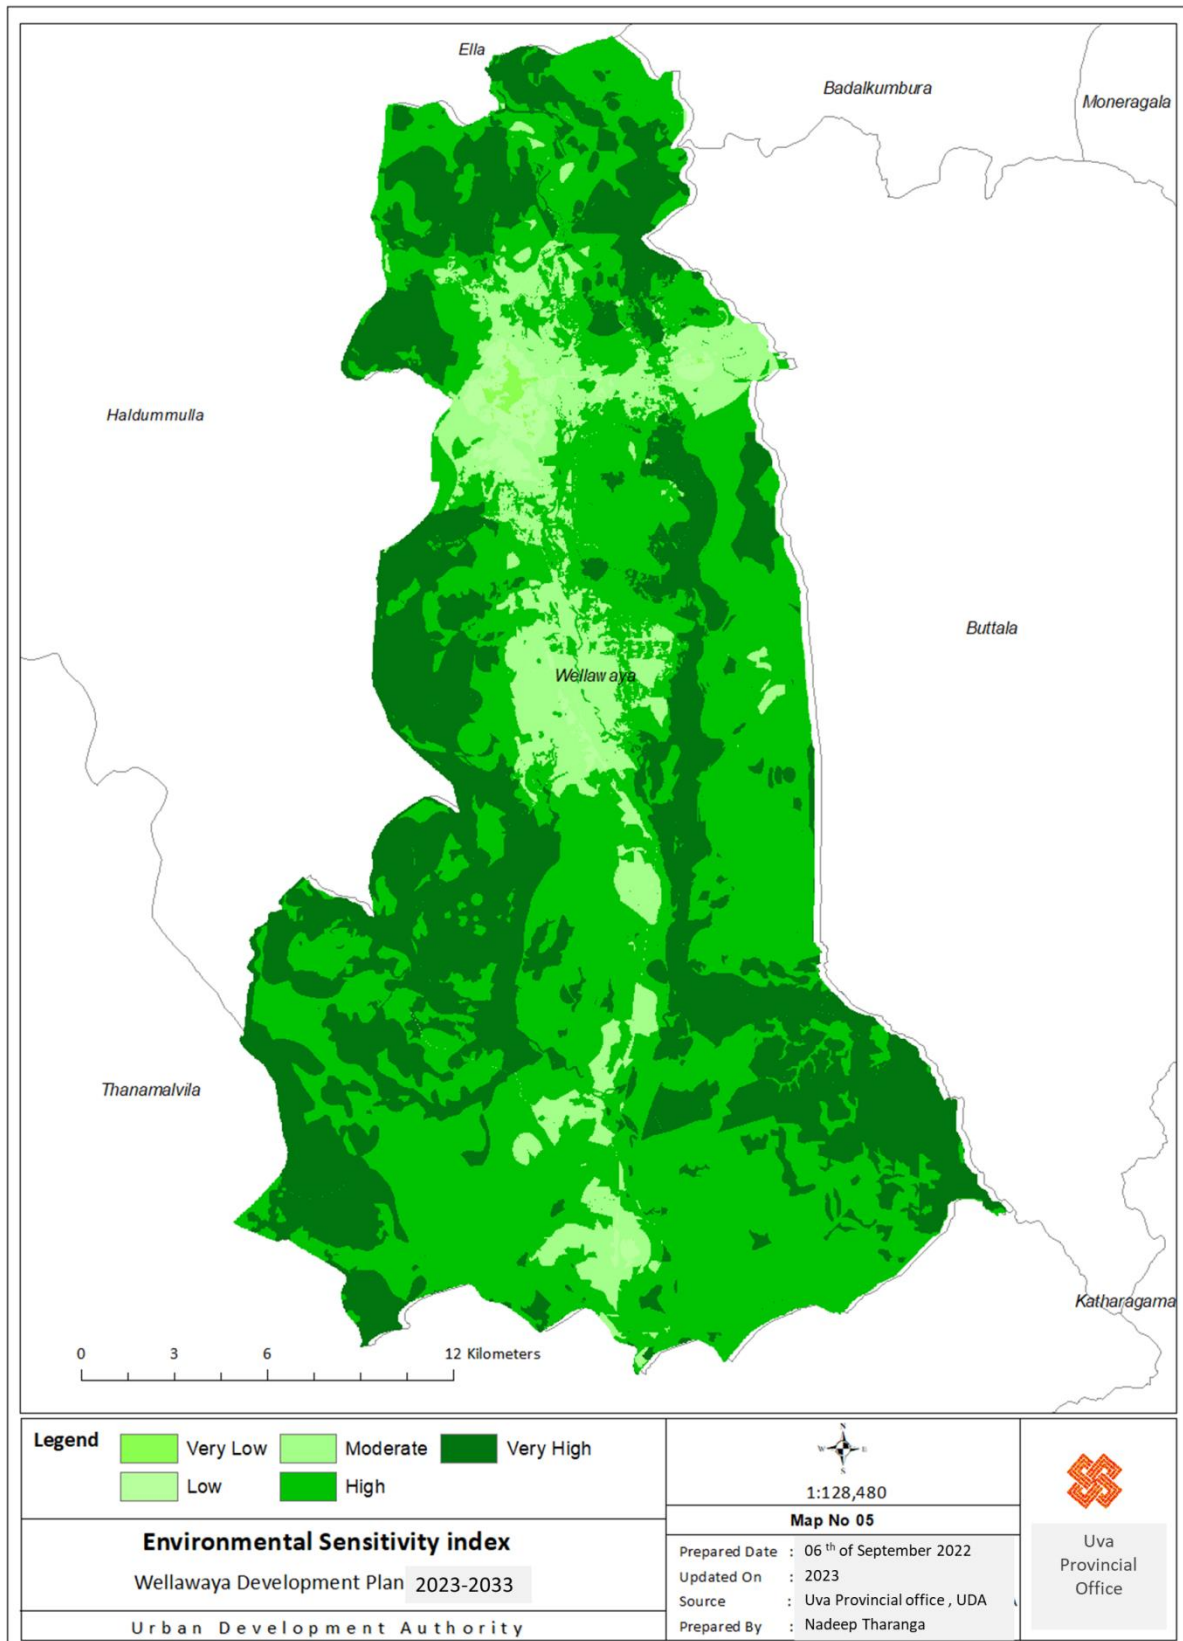 Ella
Badalkumbura
Moneragala
Haldummulla
Buttala
Wellawaya
Thanamalvila
Katharagama
0 3 6 12 Kilometers
Legend
Very Low Moderate Very High
Low High
Environmental Sensitivity index
Wellawaya Development Plan 2023-2033
Urban Development Authority
N
W E
S
1:128,480
Map No 05
Prepared Date : 06 th of September 2022
Updated On : 2023
Source : Uva Provincial office , UDA
Prepared By : Nadeep Tharanga
Uva
Provincial
Office